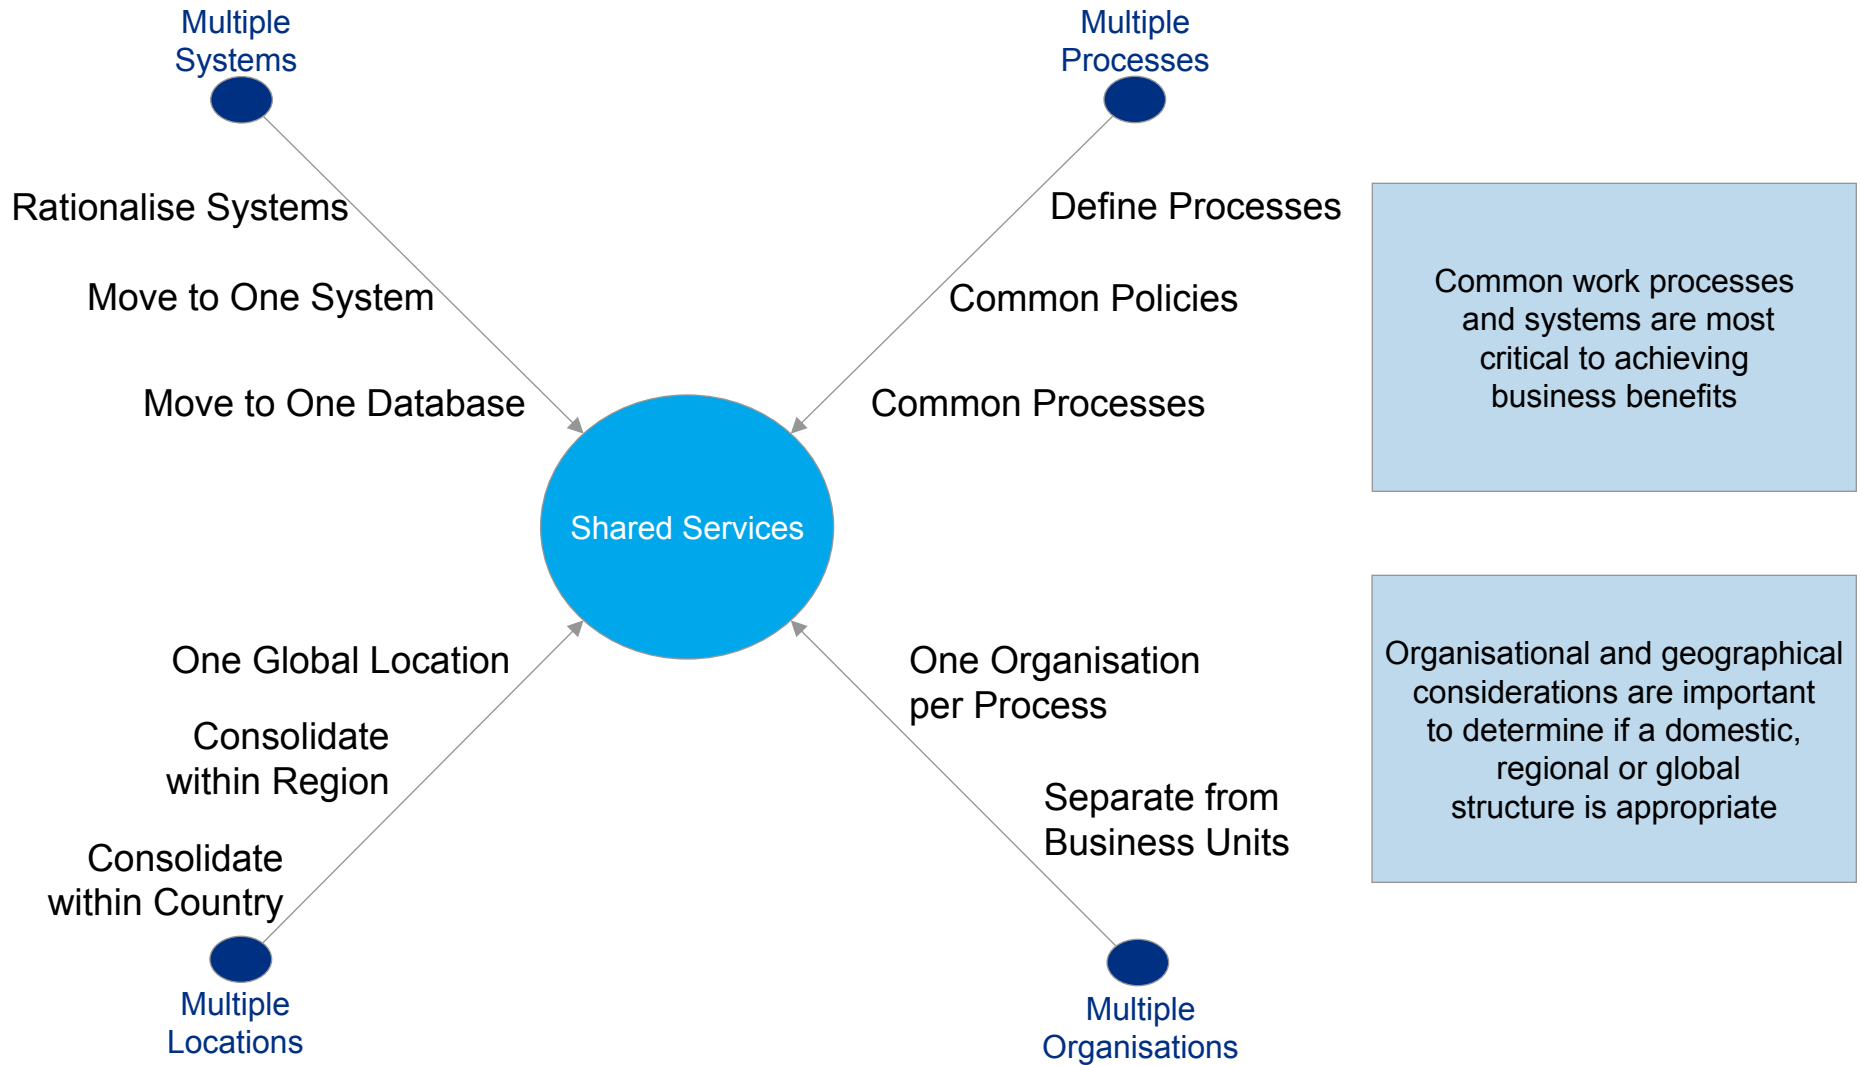 Multiple
Systems
Multiple
Processes
Rationalise Systems
Move to One System
Move to One Database
Define Processes
Common Policies
Common Processes
Common work processes
and systems are most
critical to achieving
business benefits
Shared Services
One Global Location
Consolidate
within Region
Consolidate
within Country
One Organisation
per Process
Separate from
Business Units
Organisational and geographical
considerations are important
to determine if a domestic,
regional or global
structure is appropriate
Multiple
Locations
Multiple
Organisations